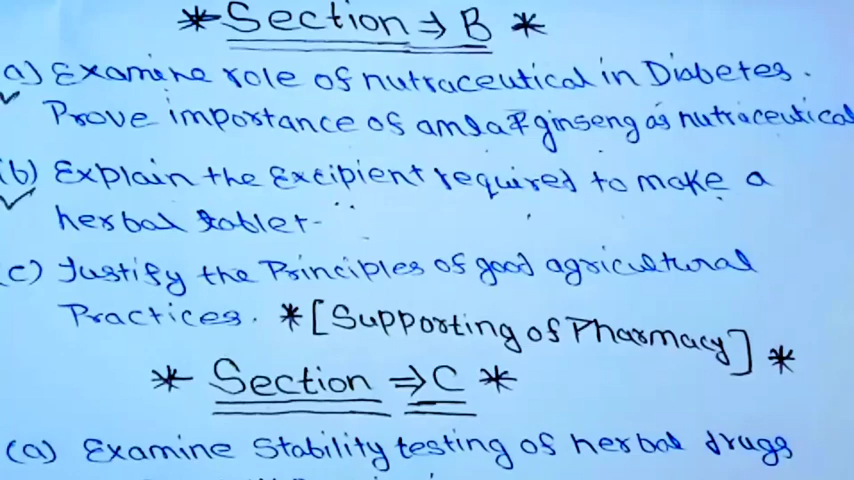 * Section ⇒ B *
a) Examine role of nutraceutical in Diabetes.
Prove importance of amla & ginseng as nutraceutical
(b) Explain the Excipient required to make a
herbal tablet
(c) Justify the Principles of good agricultural
Practices. *[Supporting of Pharmacy]*
* Section ⇒ C *
(a) Examine Stability testing of herbal drugs